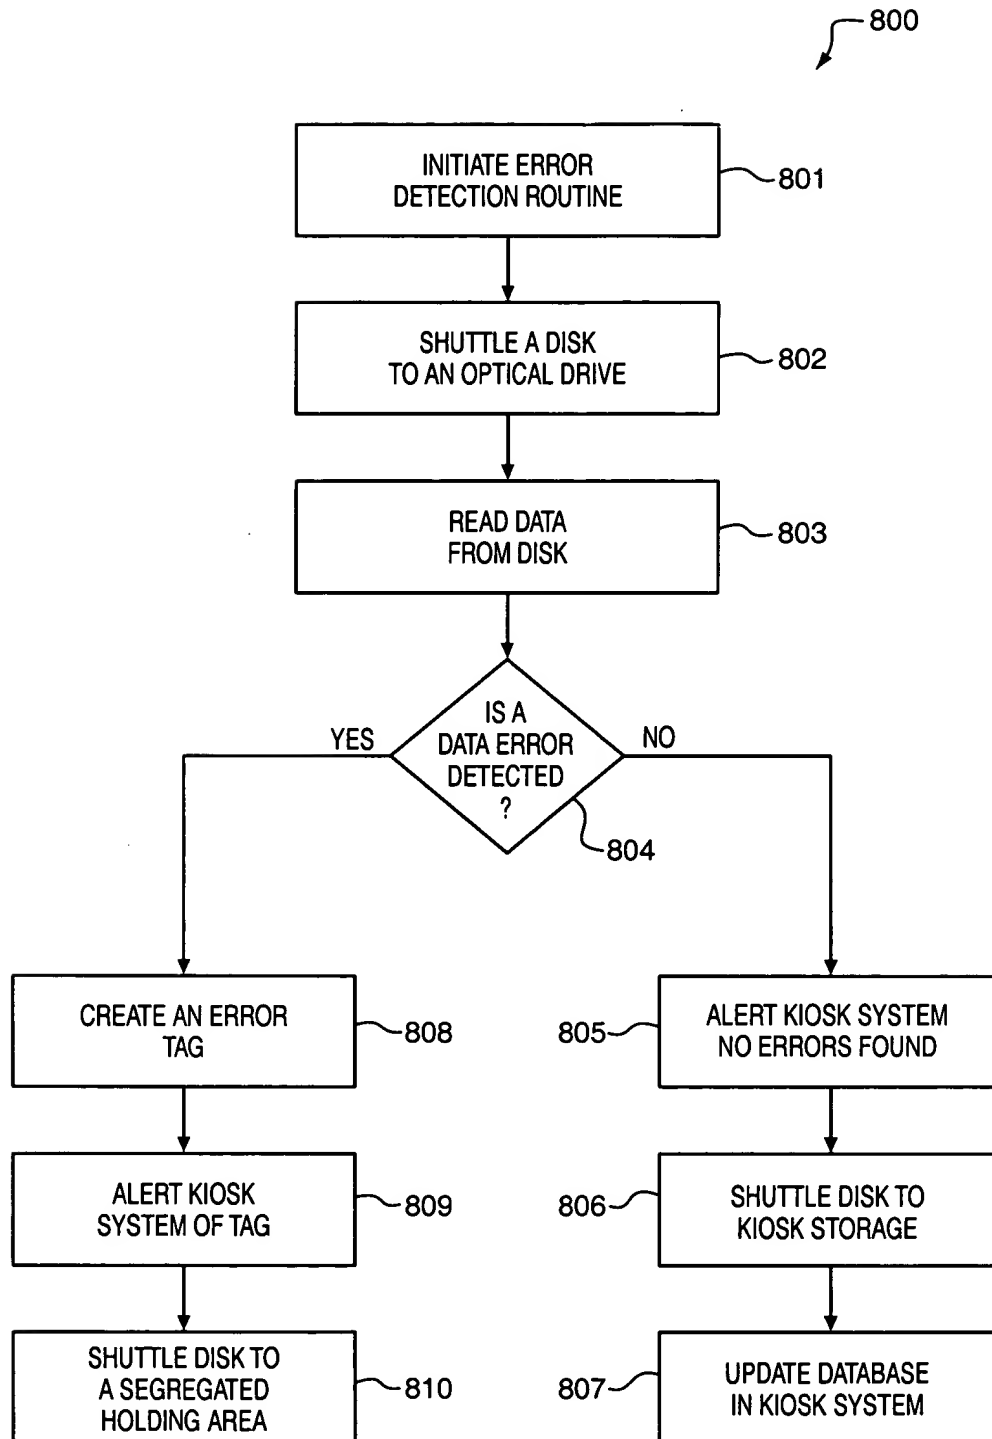 800
INITIATE ERROR
DETECTION ROUTINE
801
SHUTTLE A DISK
TO AN OPTICAL DRIVE
802
READ DATA
FROM DISK
803
IS A
DATA ERROR
DETECTED
?
YES
NO
804
CREATE AN ERROR
TAG
808
805
ALERT KIOSK SYSTEM
NO ERRORS FOUND
ALERT KIOSK
SYSTEM OF TAG
809
806
SHUTTLE DISK TO
KIOSK STORAGE
SHUTTLE DISK TO
A SEGREGATED
HOLDING AREA
810
807
UPDATE DATABASE
IN KIOSK SYSTEM